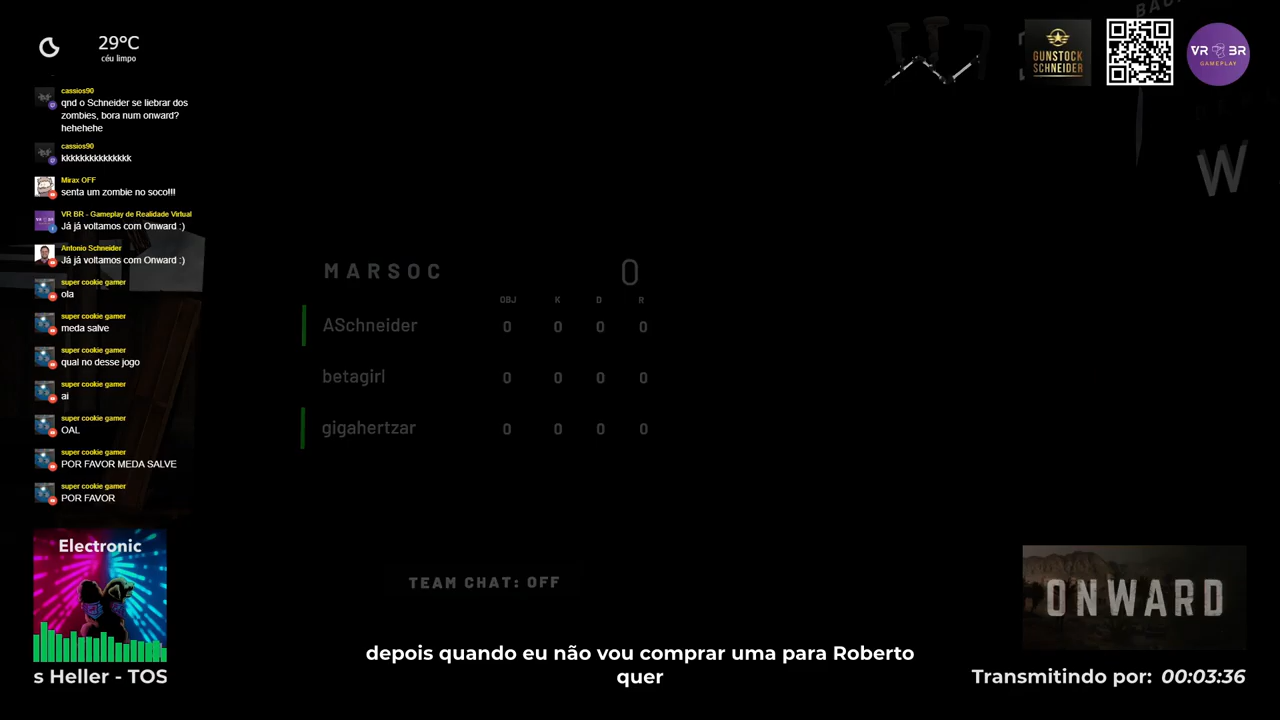 29°C
céu limpo
cassios90
qnd o Schneider se liebrar dos
zombies, bora num onward?
hehehehe
cassios90
kkkkkkkkkkkkkkk
Mirax OFF
senta um zombie no soco!!!
VR BR - Gameplay de Realidade Virtual
Já já voltamos com Onward :)
Antonio Schneider
Já já voltamos com Onward :)
super cookie gamer
ola
super cookie gamer
meda salve
super cookie gamer
qual no desse jogo
super cookie gamer
ai
super cookie gamer
OAL
super cookie gamer
POR FAVOR MEDA SALVE
super cookie gamer
POR FAVOR
GUNSTOCK
SCHNEIDER
VR BR
GAMEPLAY
W
MARSOC 0
OBJ K D R
ASchneider 0 0 0 0
betagirl 0 0 0 0
gigahertzar 0 0 0 0
TEAM CHAT: OFF
Electronic
s Heller - TOS
ONWARD
depois quando eu não vou comprar uma para Roberto
quer
Transmitindo por: 00:03:36